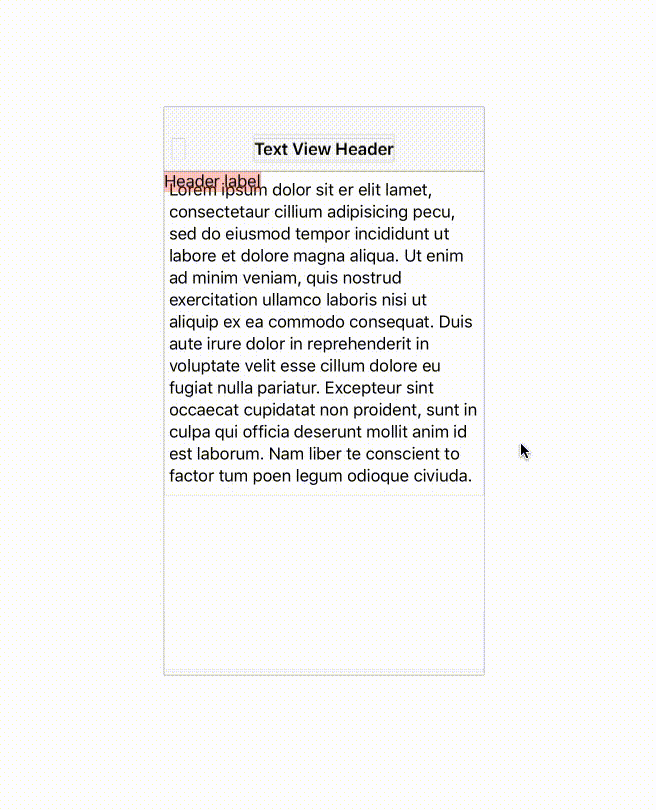 Text View Header
Header label
Lorem ipsum dolor sit er elit lamet,
consectetaur cillium adipisicing pecu,
sed do eiusmod tempor incididunt ut
labore et dolore magna aliqua. Ut enim
ad minim veniam, quis nostrud
exercitation ullamco laboris nisi ut
aliquip ex ea commodo consequat. Duis
aute irure dolor in reprehenderit in
voluptate velit esse cillum dolore eu
fugiat nulla pariatur. Excepteur sint
occaecat cupidatat non proident, sunt in
culpa qui officia deserunt mollit anim id
est laborum. Nam liber te conscient to
factor tum poen legum odioque civiuda.